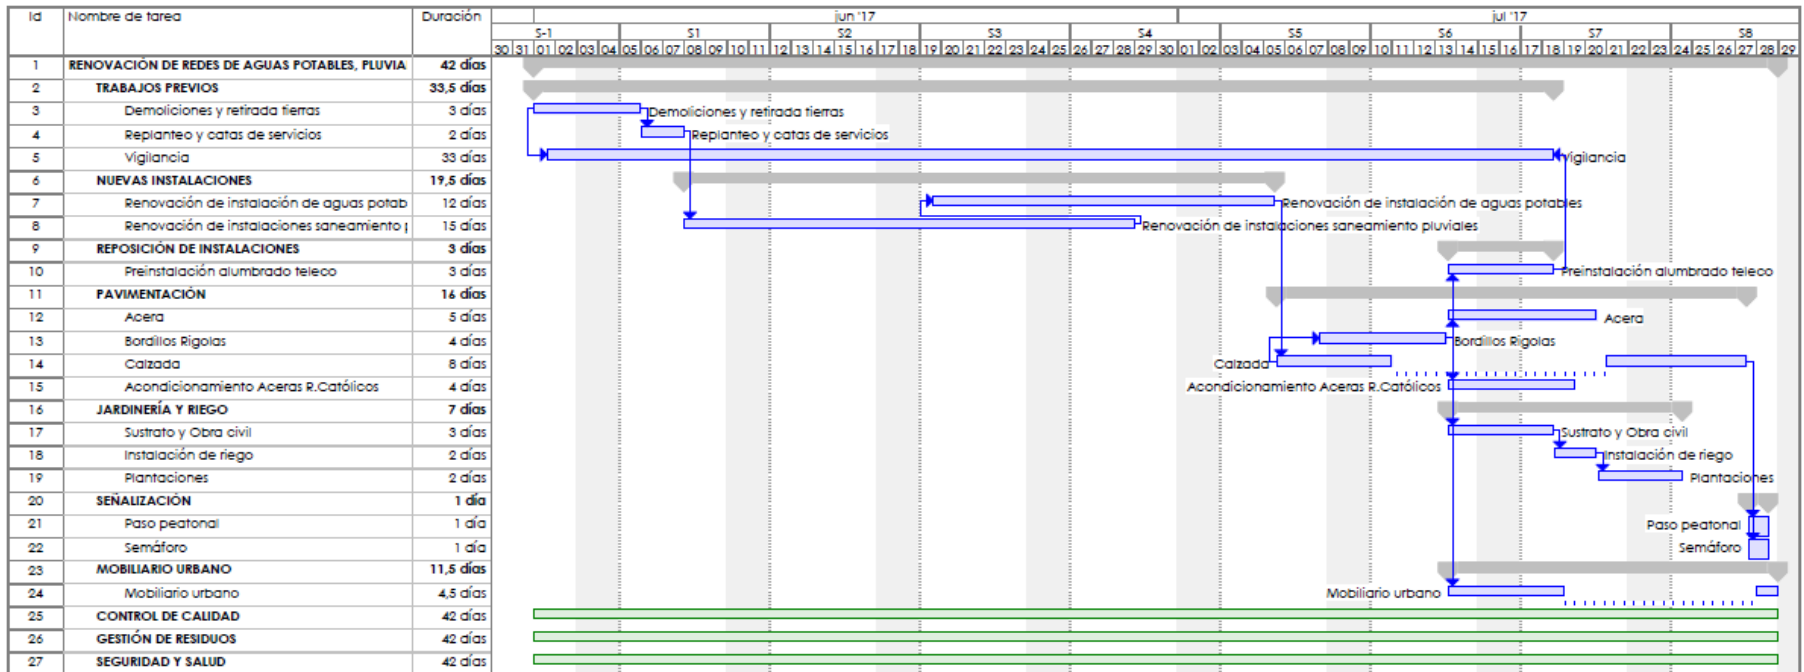 Id Nombre de tarea Duración jun '17 jul '17
S-1 S1 S2 S3 S4 S5 S6 S7 S8
30 31 01 02 03 04 05 06 07 08 09 10 11 12 13 14 15 16 17 18 19 20 21 22 23 24 25 26 27 28 29 30 01 02 03 04 05 06 07 08 09 10 11 12 13 14 15 16 17 18 19 20 21 22 23 24 25 26 27 28 29
1 RENOVACIÓN DE REDES DE AGUAS POTABLES, PLUVIA 42 días
2 TRABAJOS PREVIOS 33,5 días
3 Demoliciones y retirada tierras 3 días Demoliciones y retirada tierras
4 Replanteo y catas de servicios 2 días Replanteo y catas de servicios
5 Vigilancia 33 días Vigilancia
6 NUEVAS INSTALACIONES 19,5 días
7 Renovación de instalación de aguas potab 12 días Renovación de instalación de aguas potables
8 Renovación de instalaciones saneamiento 15 días Renovación de instalaciones saneamiento pluviales
9 REPOSICIÓN DE INSTALACIONES 3 días
10 Preinstalación alumbrado teleco 3 días Preinstalación alumbrado teleco
11 PAVIMENTACIÓN 16 días
12 Acera 5 días Acera
13 Bordillos Rigolas 4 días Bordillos Rigolas
14 Calzada 8 días Calzada
15 Acondicionamiento Aceras R.Católicos 4 días Acondicionamiento Aceras R.Católicos
16 JARDINERÍA Y RIEGO 7 días
17 Sustrato y Obra civil 3 días Sustrato y Obra civil
18 Instalación de riego 2 días Instalación de riego
19 Plantaciones 2 días Plantaciones
20 SEÑALIZACIÓN 1 día
21 Paso peatonal 1 día Paso peatonal
22 Semáforo 1 día Semáforo
23 MOBILIARIO URBANO 11,5 días
24 Mobiliario urbano 4,5 días Mobiliario urbano
25 CONTROL DE CALIDAD 42 días
26 GESTIÓN DE RESIDUOS 42 días
27 SEGURIDAD Y SALUD 42 días